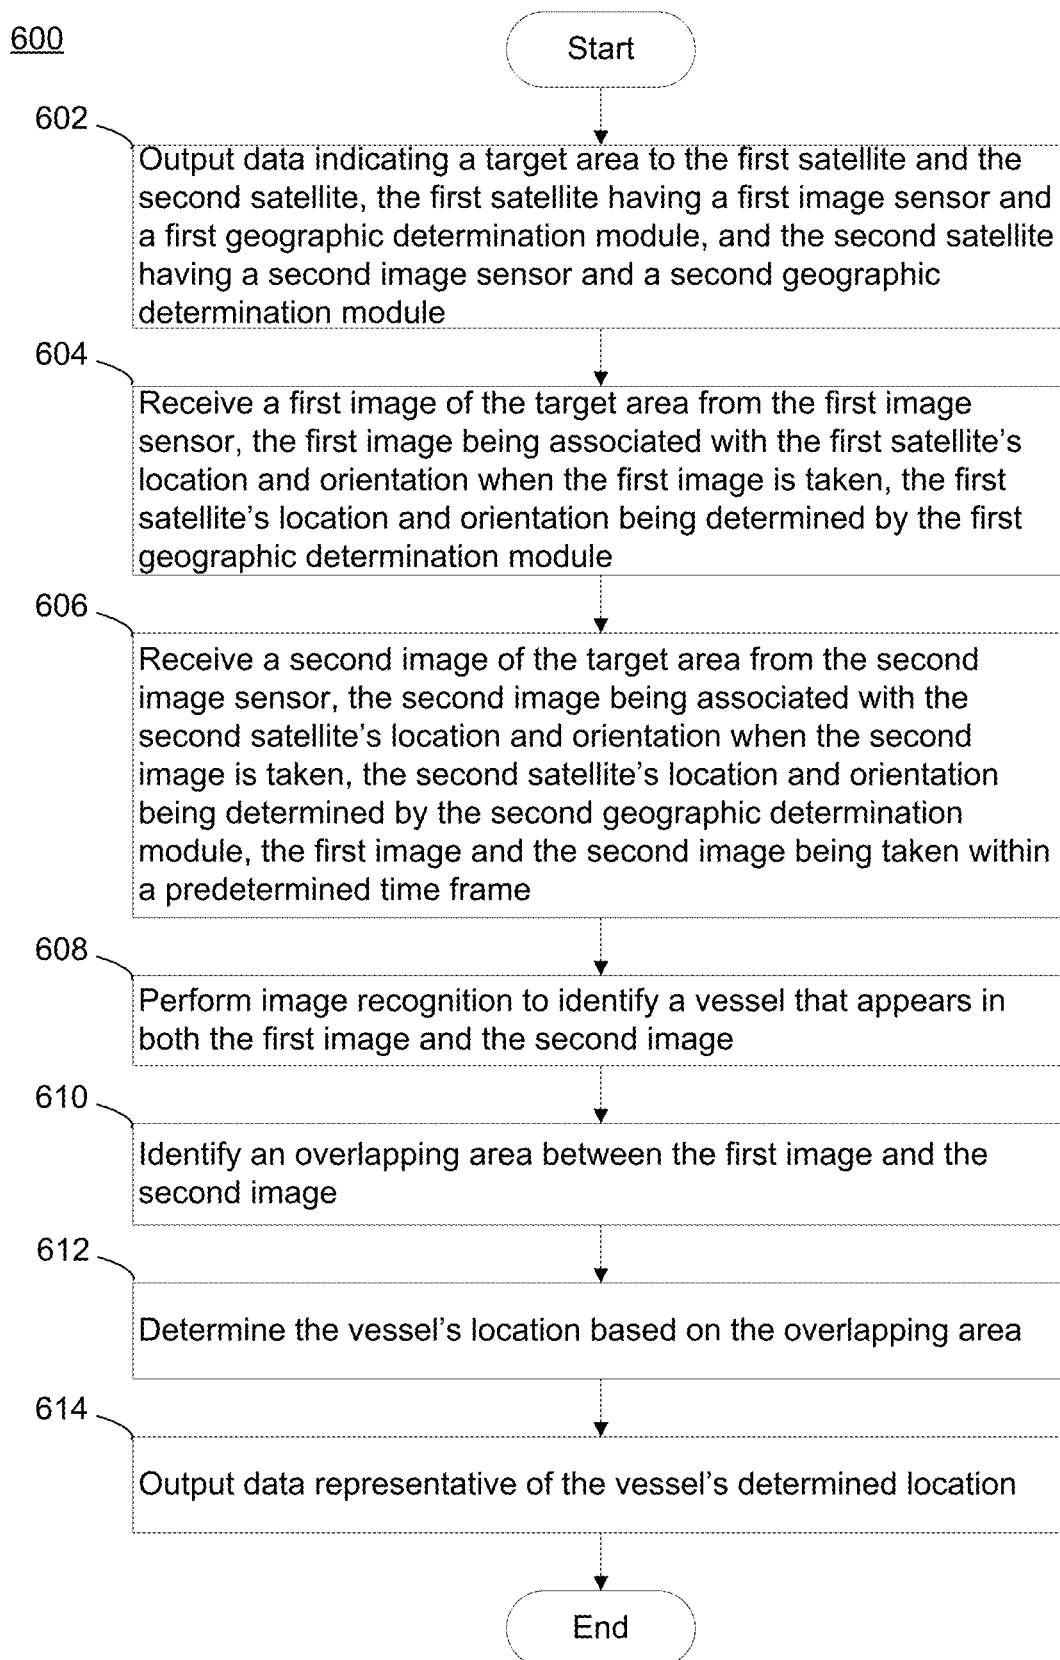 600
Start
602
Output data indicating a target area to the first satellite and the
second satellite, the first satellite having a first image sensor and
a first geographic determination module, and the second satellite
having a second image sensor and a second geographic
determination module
604
Receive a first image of the target area from the first image
sensor, the first image being associated with the first satellite's
location and orientation when the first image is taken, the first
satellite's location and orientation being determined by the first
geographic determination module
606
Receive a second image of the target area from the second
image sensor, the second image being associated with the
second satellite's location and orientation when the second
image is taken, the second satellite's location and orientation
being determined by the second geographic determination
module, the first image and the second image being taken within
a predetermined time frame
608
Perform image recognition to identify a vessel that appears in
both the first image and the second image
610
Identify an overlapping area between the first image and the
second image
612
Determine the vessel's location based on the overlapping area
614
Output data representative of the vessel's determined location
End